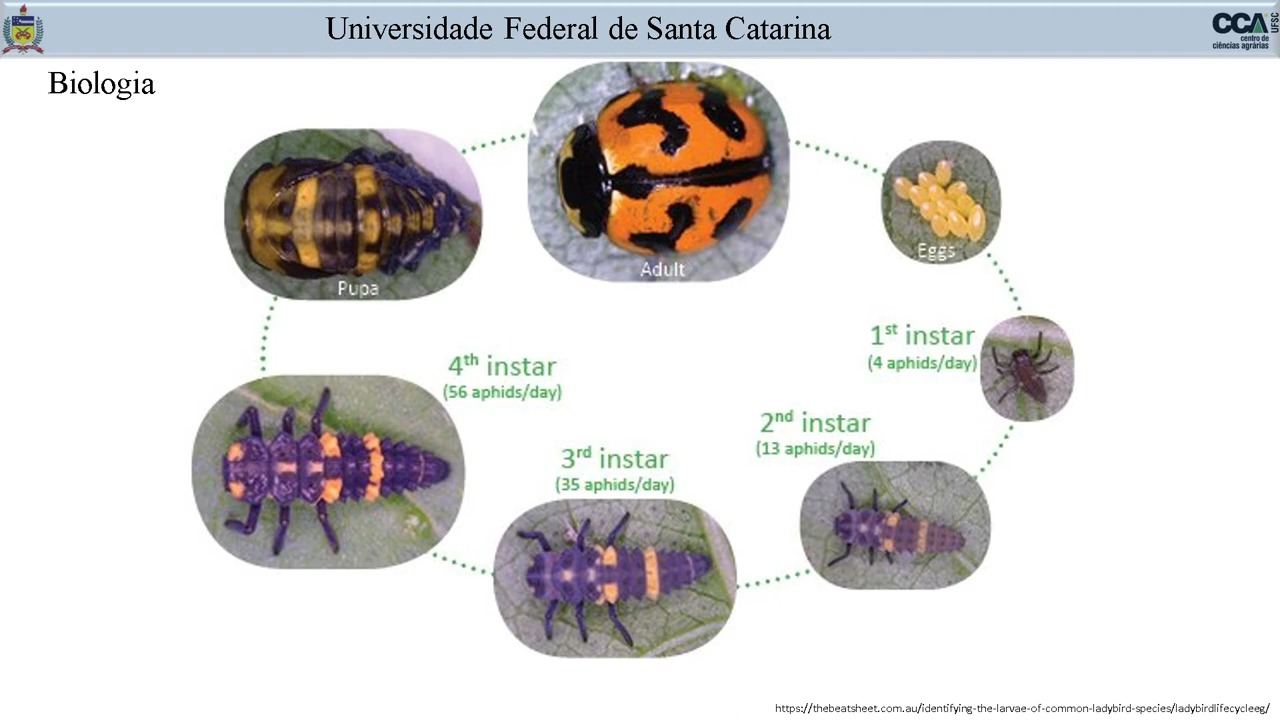 Universidade Federal de Santa Catarina
CCA
UFSC
centro de
ciências agrárias
Biologia
Adult
Eggs
Pupa
1st instar
(4 aphids/day)
2nd instar
(13 aphids/day)
3rd instar
(35 aphids/day)
4th instar
(56 aphids/day)
https://thebeatsheet.com.au/identifying-the-larvae-of-common-ladybird-species/ladybirdlifecycleeg/